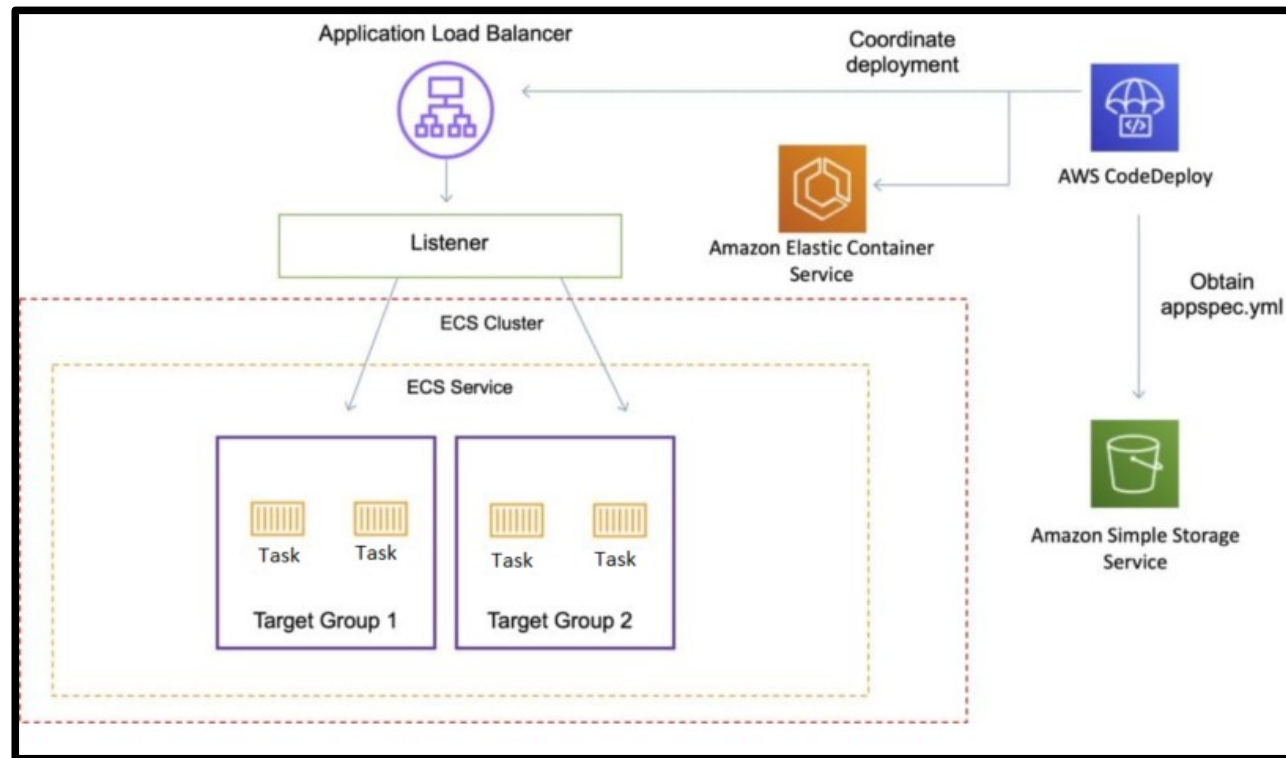 Application Load Balancer
Coordinate
deployment
AWS CodeDeploy
Listener
Amazon Elastic Container
Service
Obtain
appspec.yml
ECS Cluster
ECS Service
Task
Task
Task
Task
Target Group 1
Target Group 2
Amazon Simple Storage
Service